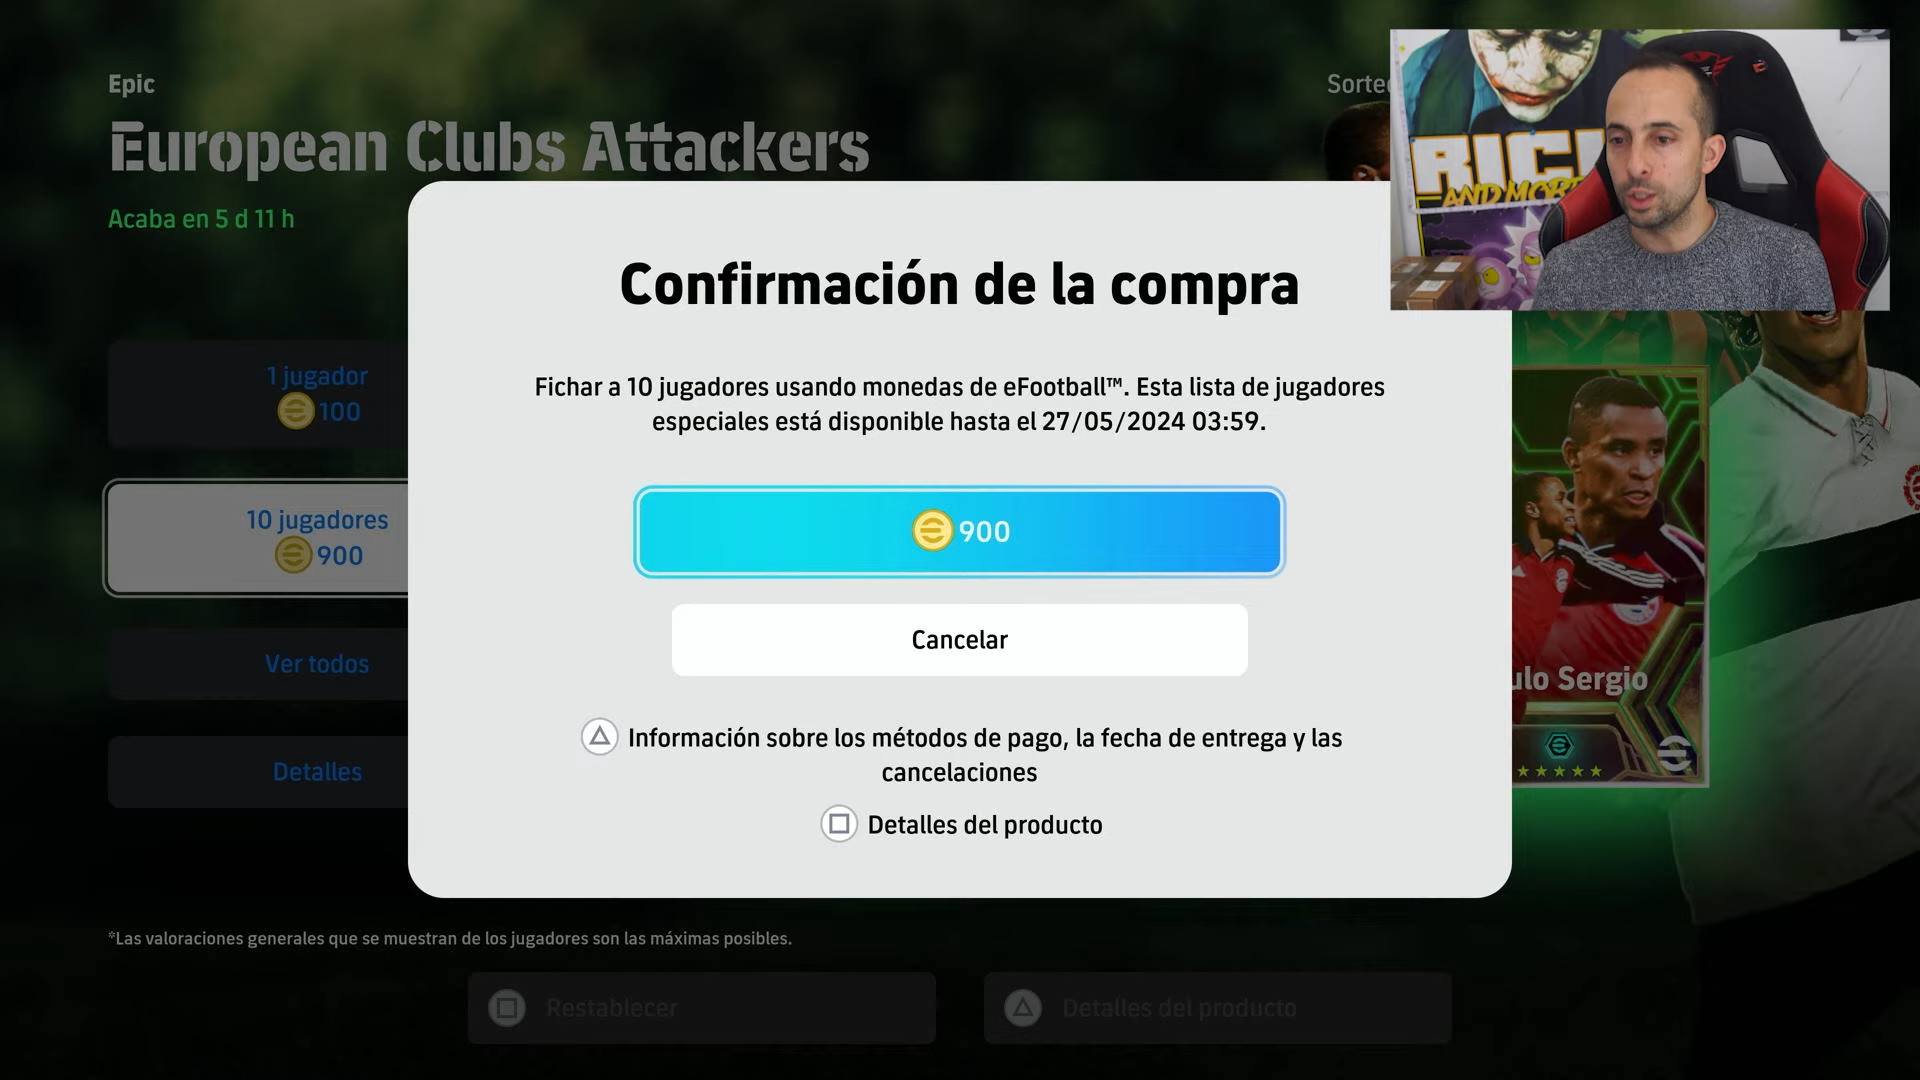 Epic
European Clubs Attackers
Acaba en 5 d 11 h
1 jugador
100
10 jugadores
900
Ver todos
Detalles
Confirmación de la compra
Fichar a 10 jugadores usando monedas de eFootball™. Esta lista de jugadores
especiales está disponible hasta el 27/05/2024 03:59.
900
Cancelar
Información sobre los métodos de pago, la fecha de entrega y las
cancelaciones
Detalles del producto
AND MOR
Sergio
*Las valoraciones generales que se muestran de los jugadores son las máximas posibles.
Restablecer
Detalles del producto